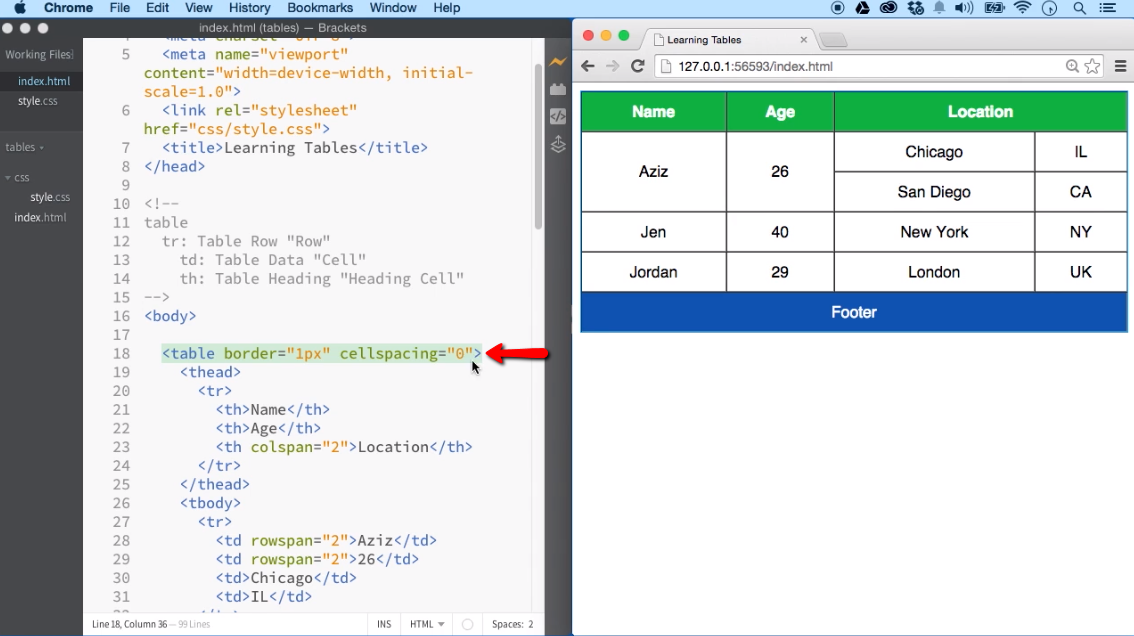 Chrome File Edit View History Bookmarks Window Help
index.html (tables) — Brackets
Working Files
index.html
style.css
tables
css
style.css
index.html
5 <meta name="viewport"
content="width=device-width, initial-
scale=1.0">
6 <link rel="stylesheet"
href="css/style.css">
7 <title>Learning Tables</title>
8 </head>
9
10 <!--
11 table
12 tr: Table Row "Row"
13 td: Table Data "Cell"
14 th: Table Heading "Heading Cell"
15 -->
16 <body>
17
18 <table border="1px" cellspacing="0">
19 <thead>
20 <tr>
21 <th>Name</th>
22 <th>Age</th>
23 <th colspan="2">Location</th>
24 </tr>
25 </thead>
26 <tbody>
27 <tr>
28 <td rowspan="2">Aziz</td>
29 <td rowspan="2">26</td>
30 <td>Chicago</td>
31 <td>IL</td>
Line 18, Column 36 — 99 Lines
INS HTML Spaces: 2
Learning Tables
127.0.0.1:56593/index.html
Name Age Location
Aziz 26 Chicago IL
San Diego CA
Jen 40 New York NY
Jordan 29 London UK
Footer